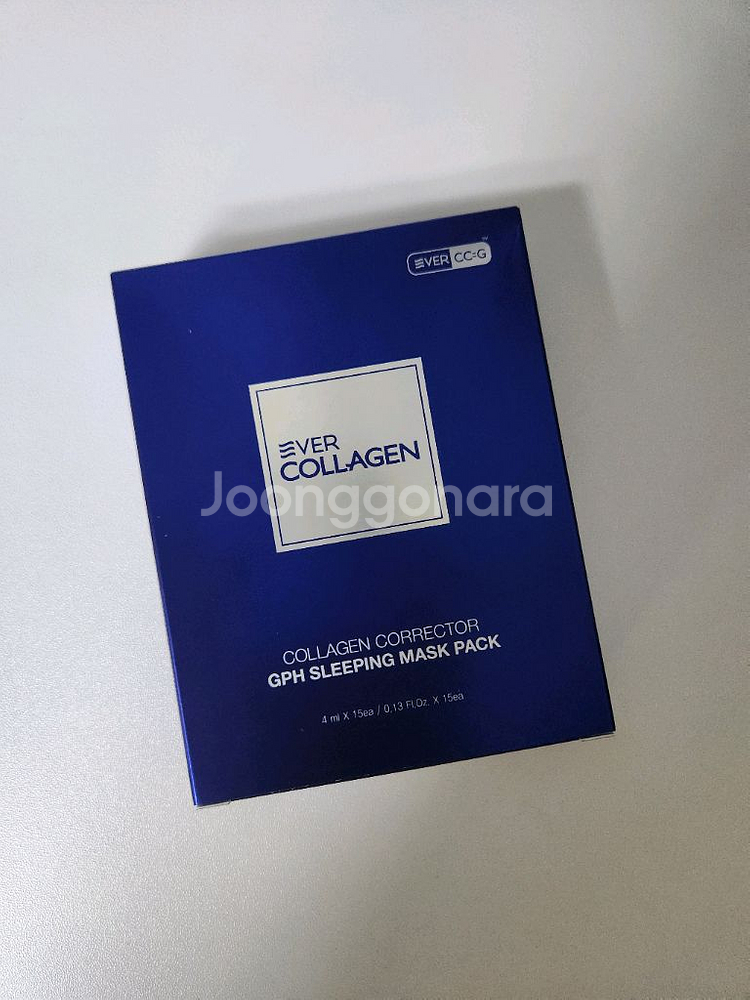 EVER CC:G
™
EVER
COLLAGEN
Joonggonara
COLLAGEN CORRECTOR
GPH SLEEPING MASK PACK
4 ml X 15ea / 0.13 Fl.Oz. X 15ea